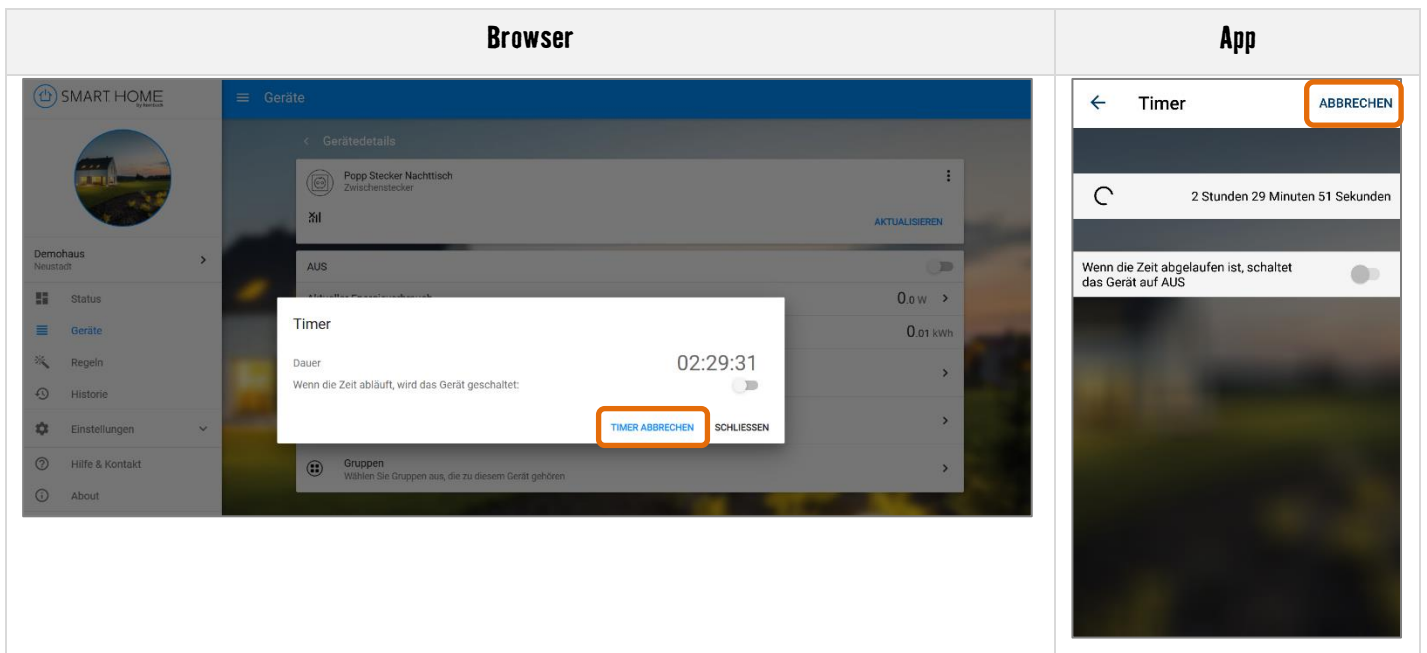 Browser
App
SMART HOME
Geräte
Gerätedetails
Popp Stecker Nachttisch
Zwischenstecker
AKTUALISIEREN
Demohaus
Neustadt
AUS
Status
0.0 W
Geräte
0.01 kWh
Regeln
Historie
Einstellungen
Hilfe & Kontakt
About
Timer
Dauer
02:29:31
Wenn die Zeit abläuft, wird das Gerät geschaltet:
TIMER ABBRECHEN
SCHLIESSEN
Gruppen
Wählen Sie Gruppen aus, die zu diesem Gerät gehören
Timer
ABBRECHEN
2 Stunden 29 Minuten 51 Sekunden
Wenn die Zeit abgelaufen ist, schaltet
das Gerät auf AUS